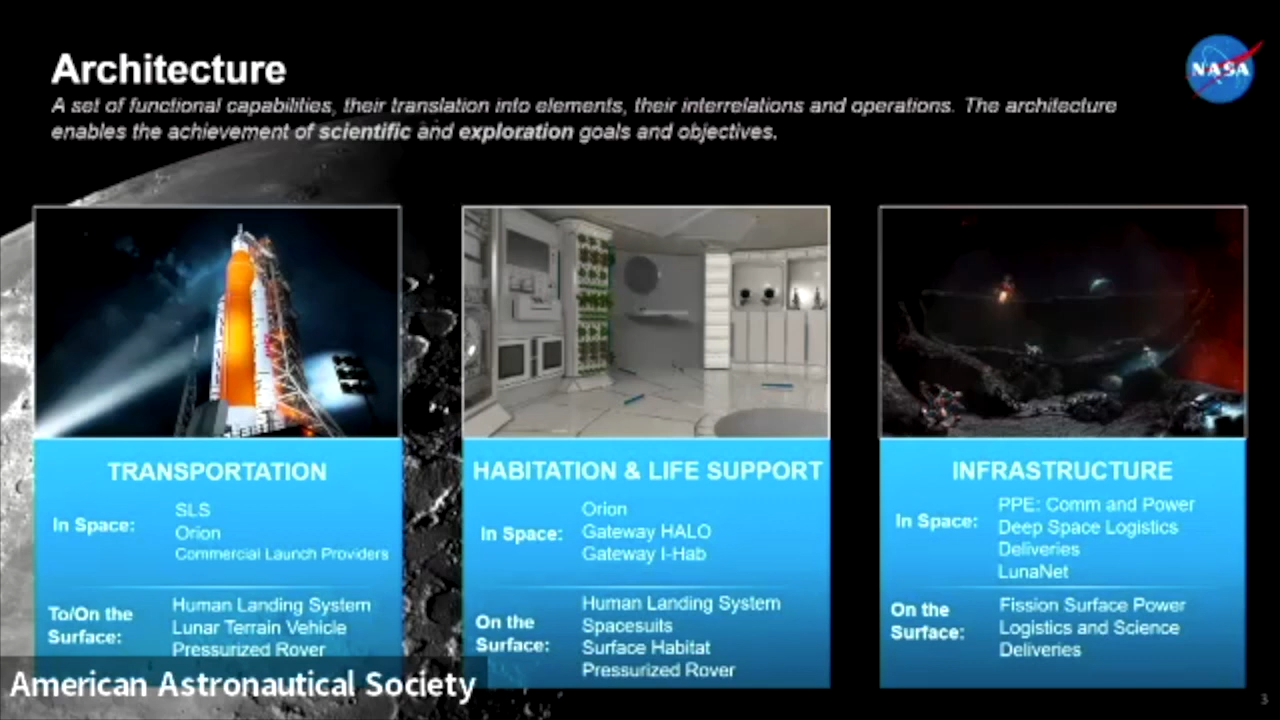 Architecture
NASA
A set of functional capabilities, their translation into elements, their interrelations and operations. The architecture
enables the achievement of scientific and exploration goals and objectives.
TRANSPORTATION
In Space:
SLS
Orion
Commercial Launch Providers
To/On the
Surface:
Human Landing System
Lunar Terrain Vehicle
Pressurized Rover
HABITATION & LIFE SUPPORT
In Space:
Orion
Gateway HALO
Gateway I-Hab
On the
Surface:
Human Landing System
Spacesuits
Surface Habitat
Pressurized Rover
INFRASTRUCTURE
In Space:
PPE: Comm and Power
Deep Space Logistics
Deliveries
LunaNet
On the
Surface:
Fission Surface Power
Logistics and Science
Deliveries
American Astronautical Society
3